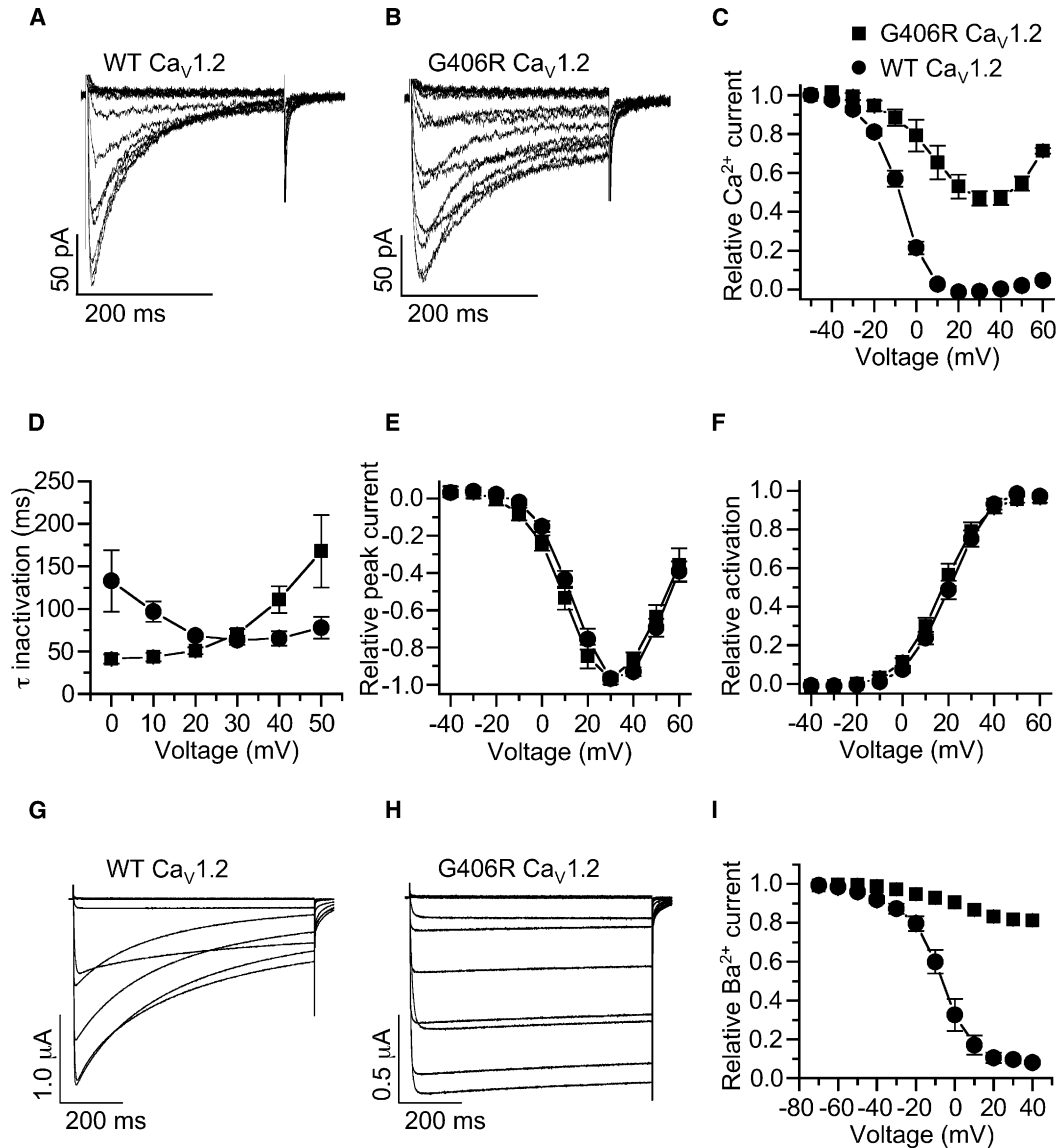 A
WT CaV1.2
50 pA
200 ms
B
G406R CaV1.2
50 pA
200 ms
C
G406R CaV1.2
WT CaV1.2
Relative Ca2+ current
1.0
0.8
0.6
0.4
0.2
0.0
-40 -20 0 20 40 60
Voltage (mV)
D
τ inactivation (ms)
250
200
150
100
50
0
0 10 20 30 40 50
Voltage (mV)
E
Relative peak current
0.0
-0.2
-0.4
-0.6
-0.8
-1.0
-40 -20 0 20 40 60
Voltage (mV)
F
Relative activation
1.0
0.8
0.6
0.4
0.2
0.0
-40 -20 0 20 40 60
Voltage (mV)
G
WT CaV1.2
1.0 µA
200 ms
H
G406R CaV1.2
0.5 µA
200 ms
I
Relative Ba2+ current
1.0
0.8
0.6
0.4
0.2
0.0
-80 -60 -40 -20 0 20 40
Voltage (mV)